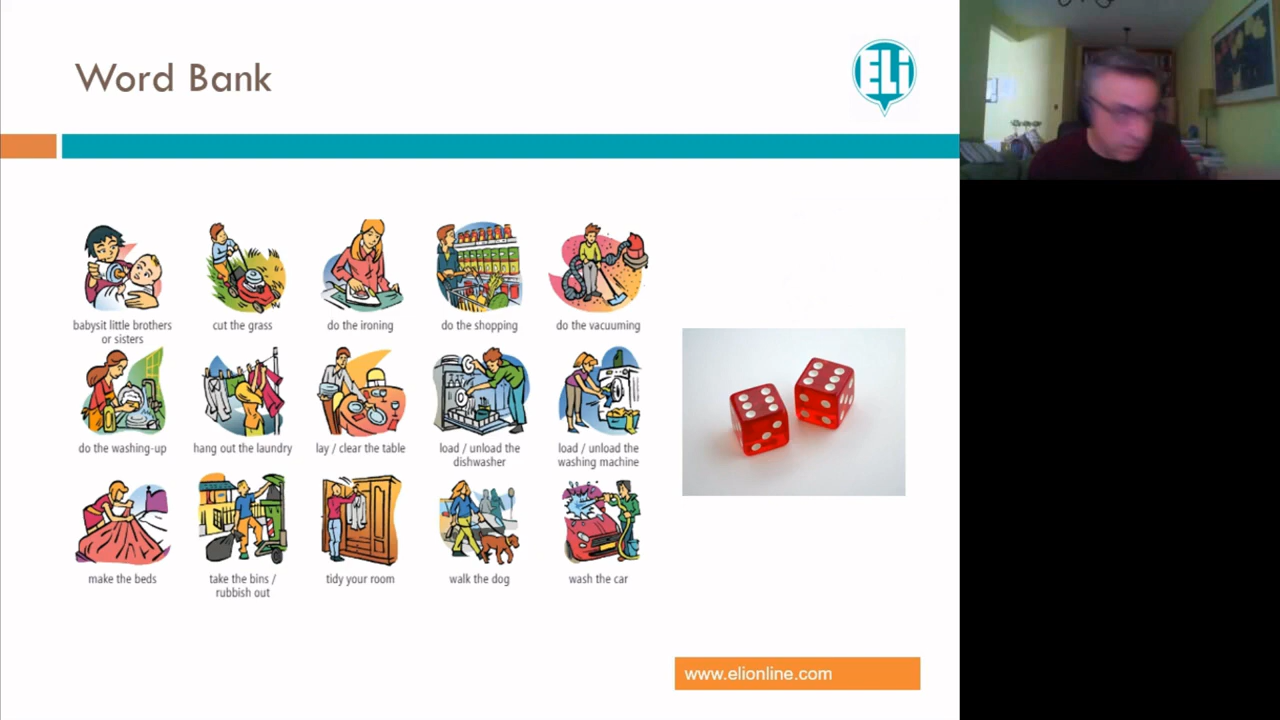 Word Bank
ELi
babysit little brothers
or sisters
cut the grass
do the ironing
do the shopping
do the vacuuming
do the washing-up
hang out the laundry
lay / clear the table
load / unload the
dishwasher
load / unload the
washing machine
make the beds
take the bins /
rubbish out
tidy your room
walk the dog
wash the car
www.elionline.com